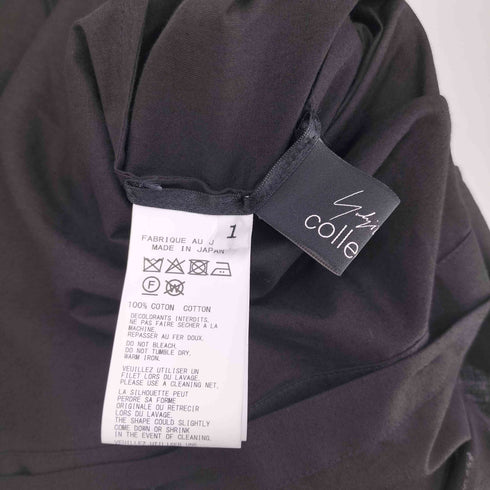 1
FABRIQUE AU J
MADE IN JAPAN
100% COTON COTTON
DECOLORANTS INTERDITS.
NE PAS FAIRE SECHER A LA
MACHINE.
REPASSER AU FER DOUX.
DO NOT BLEACH.
DO NOT TUMBLE DRY.
WARM IRON.
VEUILLEZ UTILISER UN
FILET LORS DU LAVAGE.
PLEASE USE A CLEANING NET.
LA SILHOUETTE PEUT
PERDRE SA FORME
ORIGINALE OU RETRECIR
LORS DU LAVAGE.
THE SHAPE COULD SLIGHTLY
COME DOWN OR SHRINK
IN THE EVENT OF CLEANING.
colle